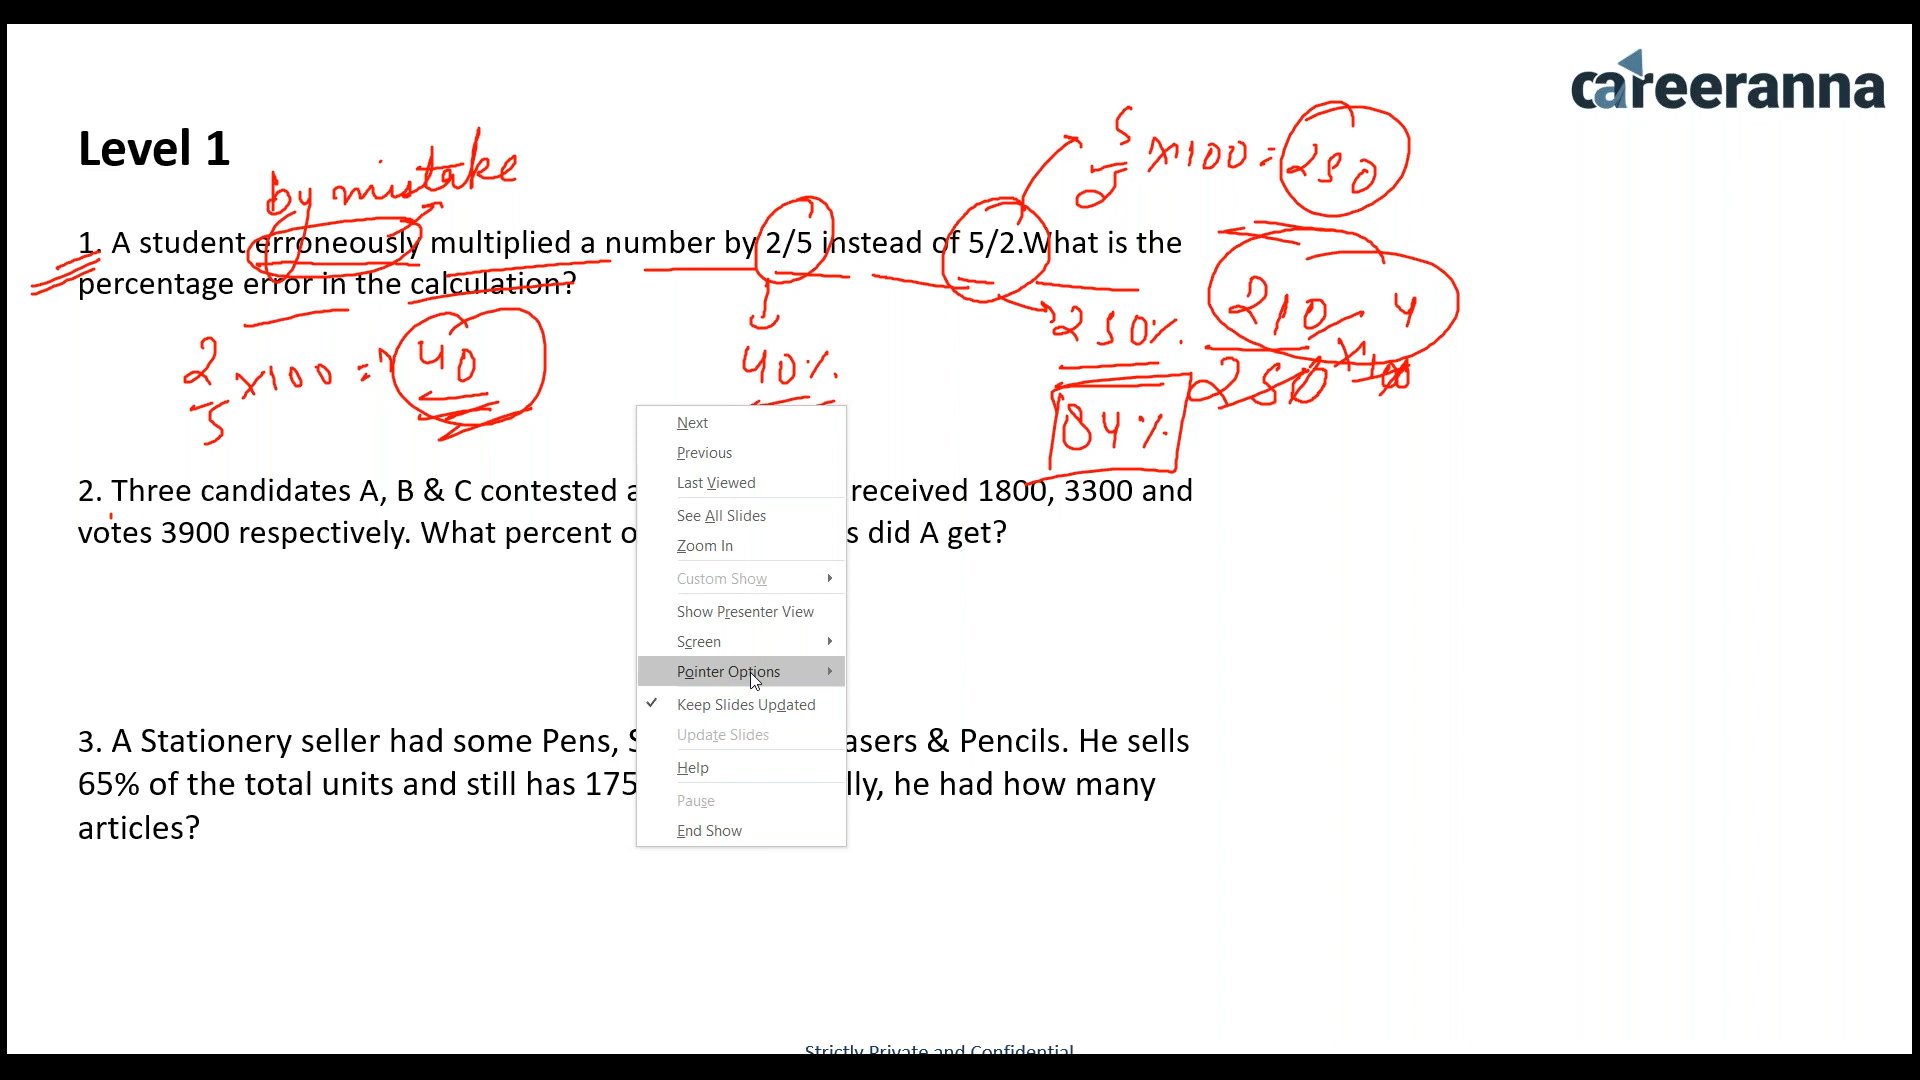 careeranna
Level 1
by mistake
5/2 ×100 = 250
1. A student erroneously multiplied a number by 2/5 instead of 5/2.What is the
percentage error in the calculation?
2/5 ×100 = 40
40%
250%
210 4
250 ×100
84%
Next
Previous
Last Viewed
See All Slides
Zoom In
Custom Show
Show Presenter View
Screen
Pointer Options
Keep Slides Updated
Update Slides
Help
Pause
End Show
2. Three candidates A, B & C contested a received 1800, 3300 and
votes 3900 respectively. What percent did A get?
3. A Stationery seller had some Pens, & Pencils. He sells
65% of the total units and still has 175 he had how many
articles?
Strictly Private and Confidential